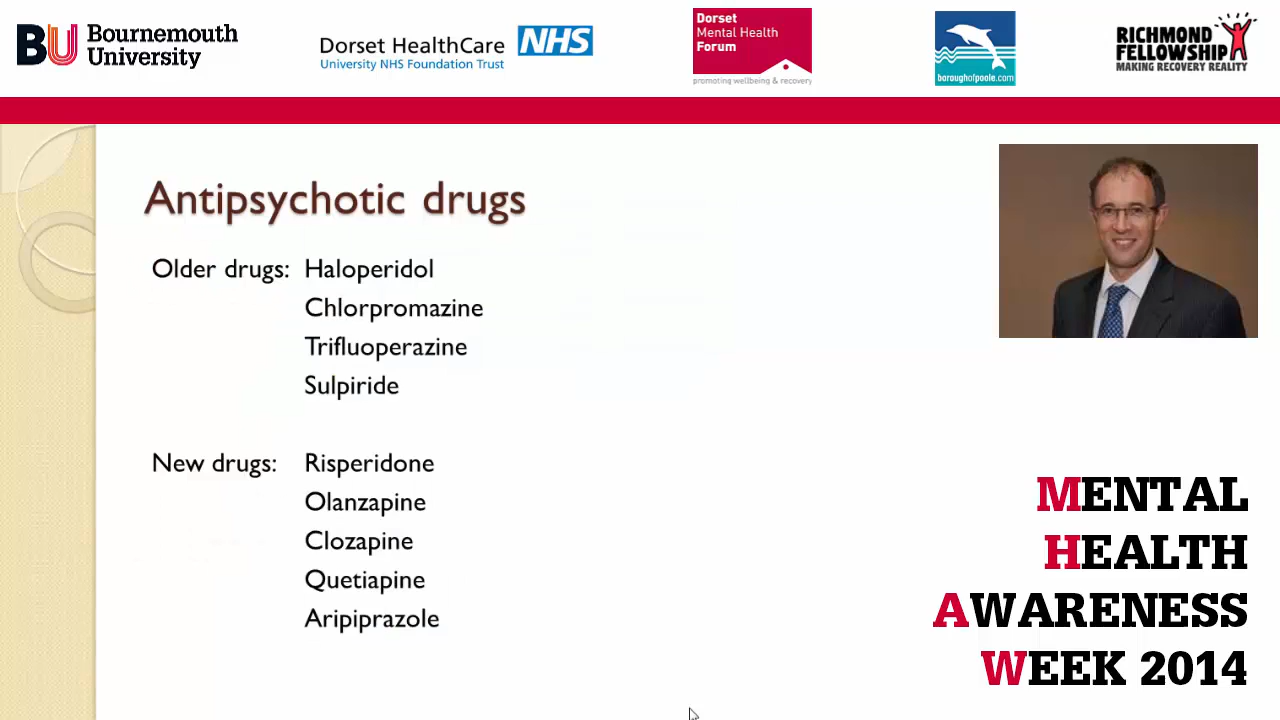 BU Bournemouth University
Dorset HealthCare NHS
University NHS Foundation Trust
Dorset
Mental Health
Forum
promoting wellbeing & recovery
boroughofpoole.com
RICHMOND
FELLOWSHIP
MAKING RECOVERY REALITY
Antipsychotic drugs
Older drugs: Haloperidol
Chlorpromazine
Trifluoperazine
Sulpiride
New drugs: Risperidone
Olanzapine
Clozapine
Quetiapine
Aripiprazole
MENTAL
HEALTH
AWARENESS
WEEK 2014